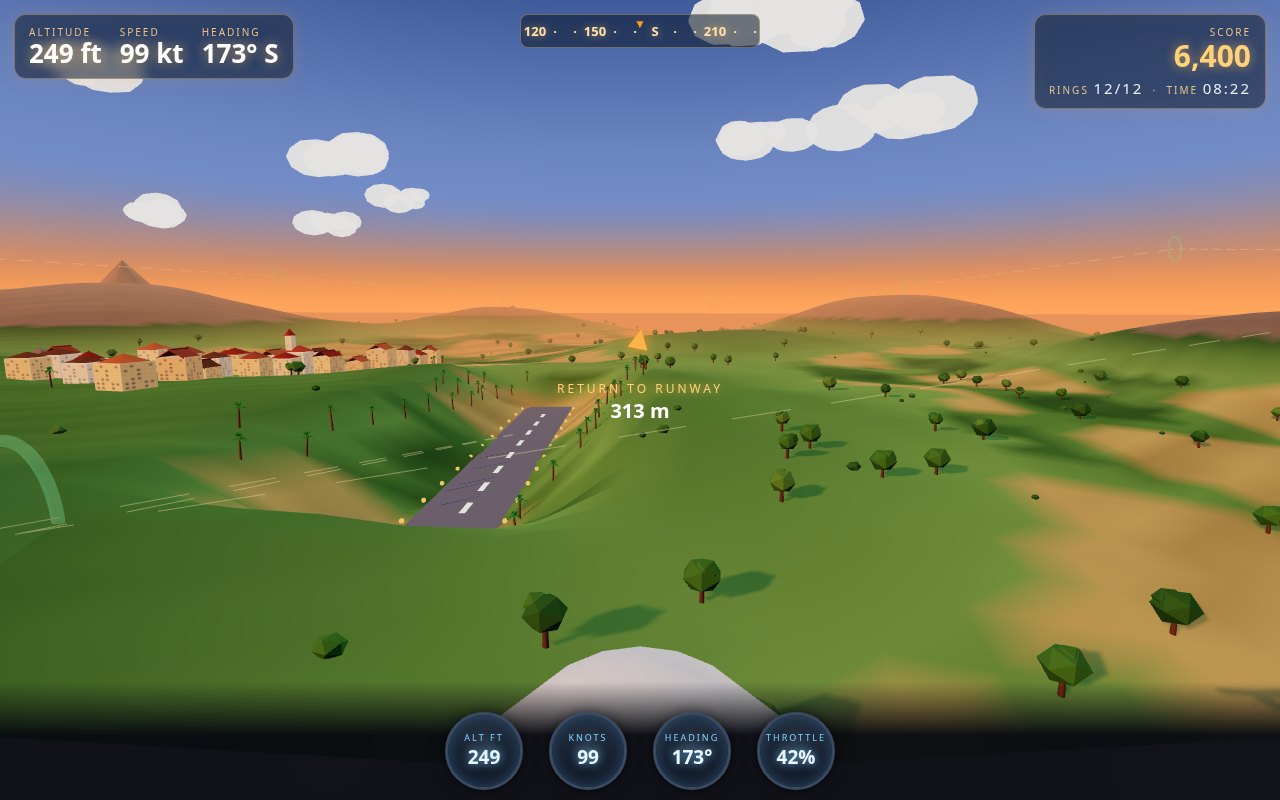 ALTITUDE SPEED HEADING
249 ft 99 kt 173° S
120 · · 150 · · S · · 210 · ·
SCORE
6,400
RINGS 12/12 · TIME 08:22
RETURN TO RUNWAY
313 m
ALT FT
249
KNOTS
99
HEADING
173°
THROTTLE
42%